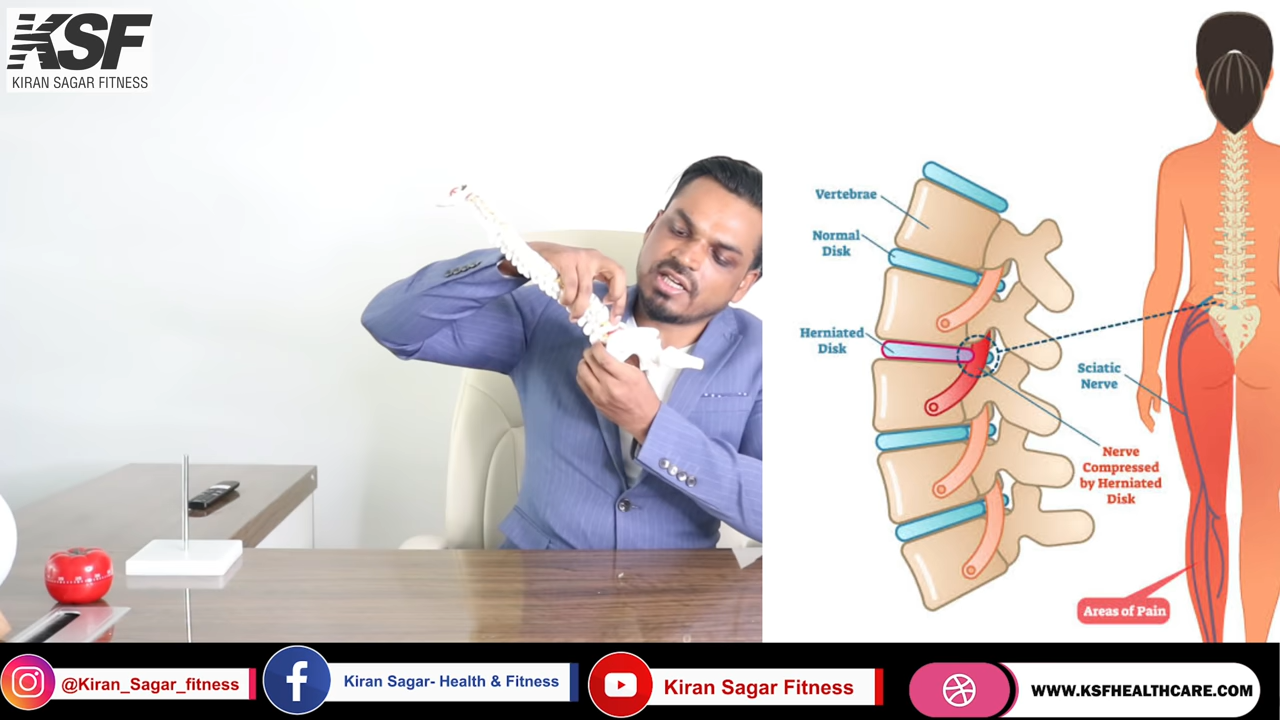 KSF
KIRAN SAGAR FITNESS
Vertebrae
Normal
Disk
Herniated
Disk
Sciatic
Nerve
Nerve
Compressed
by Herniated
Disk
Areas of Pain
@Kiran_Sagar_fitness
Kiran Sagar- Health & Fitness
Kiran Sagar Fitness
WWW.KSFHEALTHCARE.COM